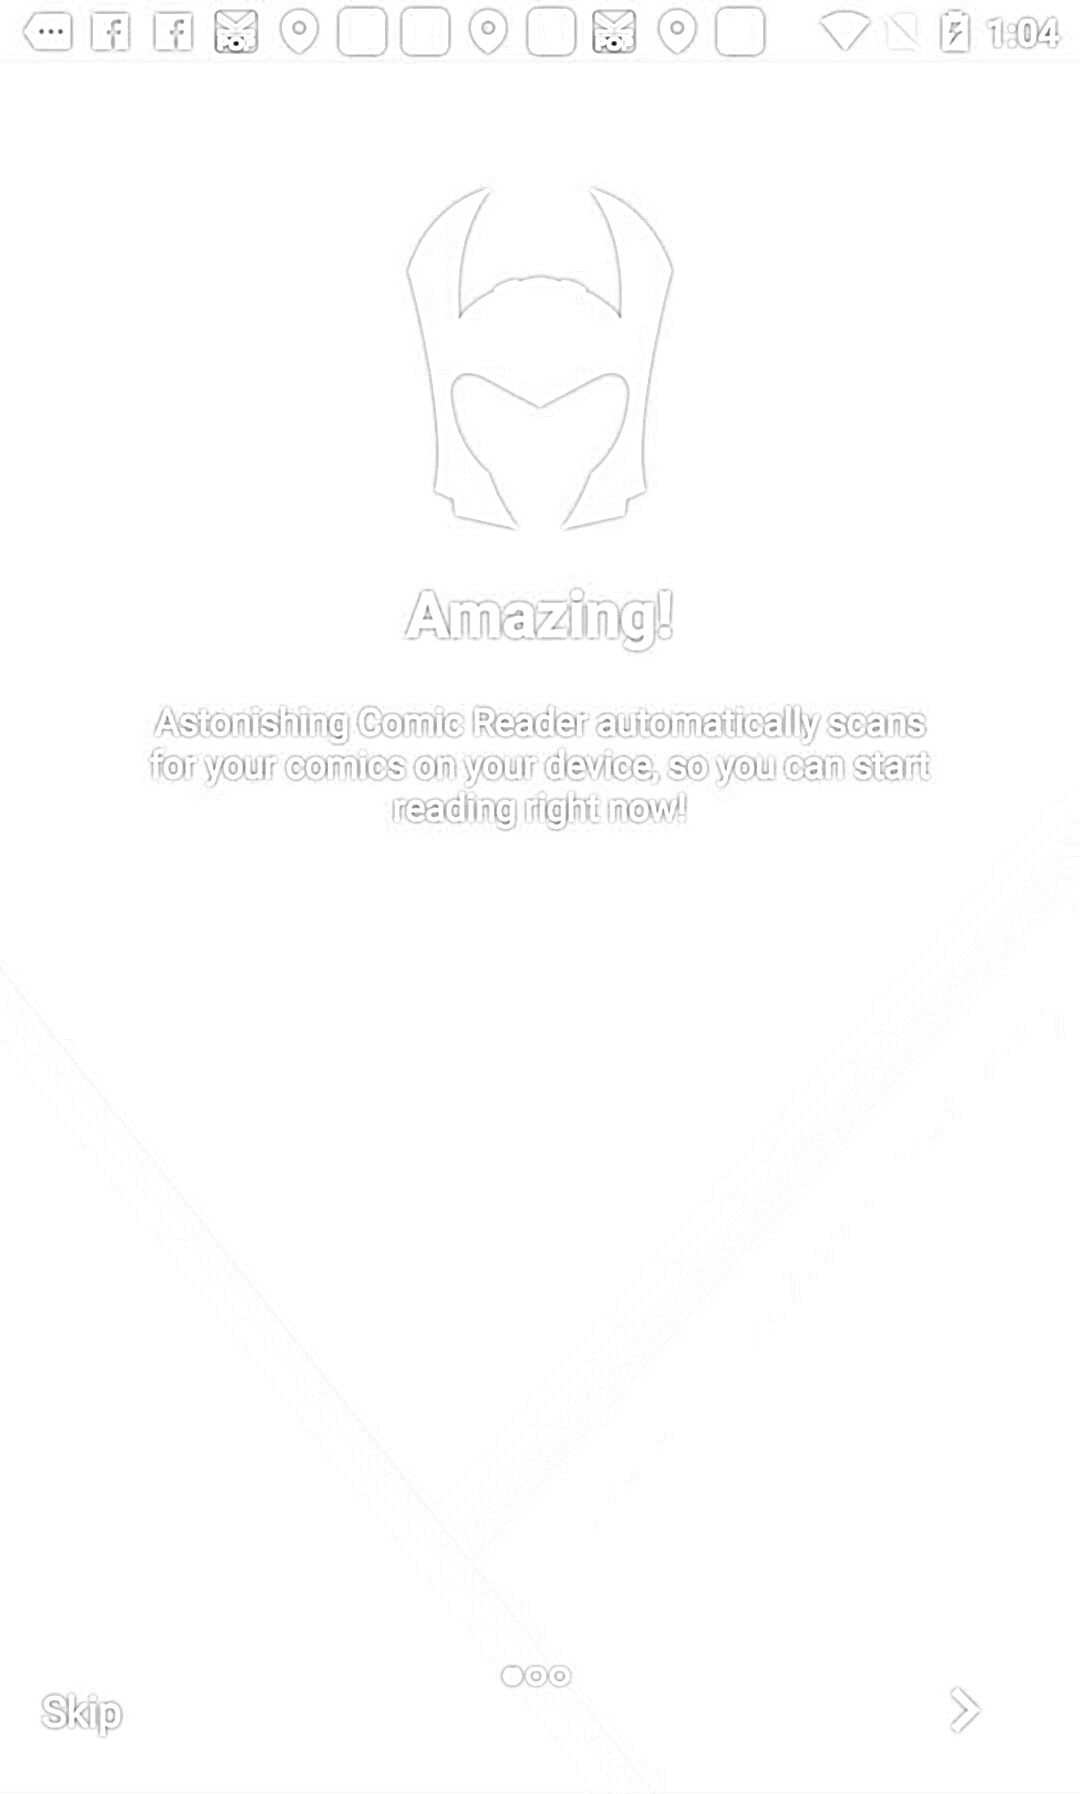 1:04
Amazing!
Astonishing Comic Reader automatically scans
for your comics on your device, so you can start
reading right now!
Skip